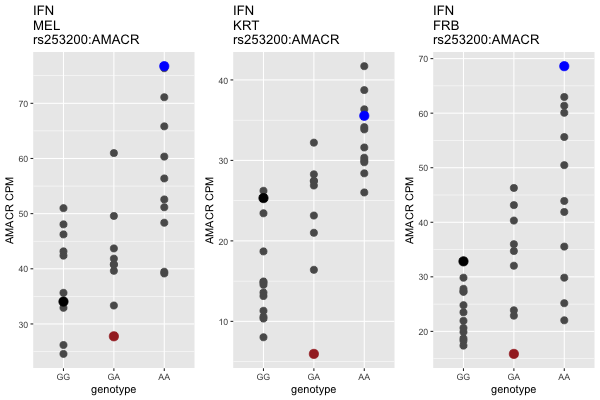 IFN
MEL
rs253200:AMACR
AMACR CPM
70
60
50
40
30
GG
GA
AA
genotype
IFN
KRT
rs253200:AMACR
AMACR CPM
40
30
20
10
GG
GA
AA
genotype
IFN
FRB
rs253200:AMACR
AMACR CPM
70
60
50
40
30
20
GG
GA
AA
genotype